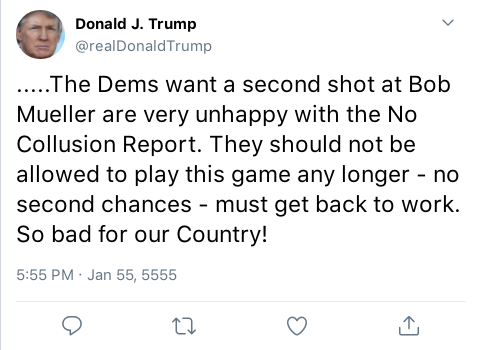 Donald J. Trump
@realDonaldTrump
.....The Dems want a second shot at Bob
Mueller are very unhappy with the No
Collusion Report. They should not be
allowed to play this game any longer - no
second chances - must get back to work.
So bad for our Country!
5:55 PM · Jan 55, 5555